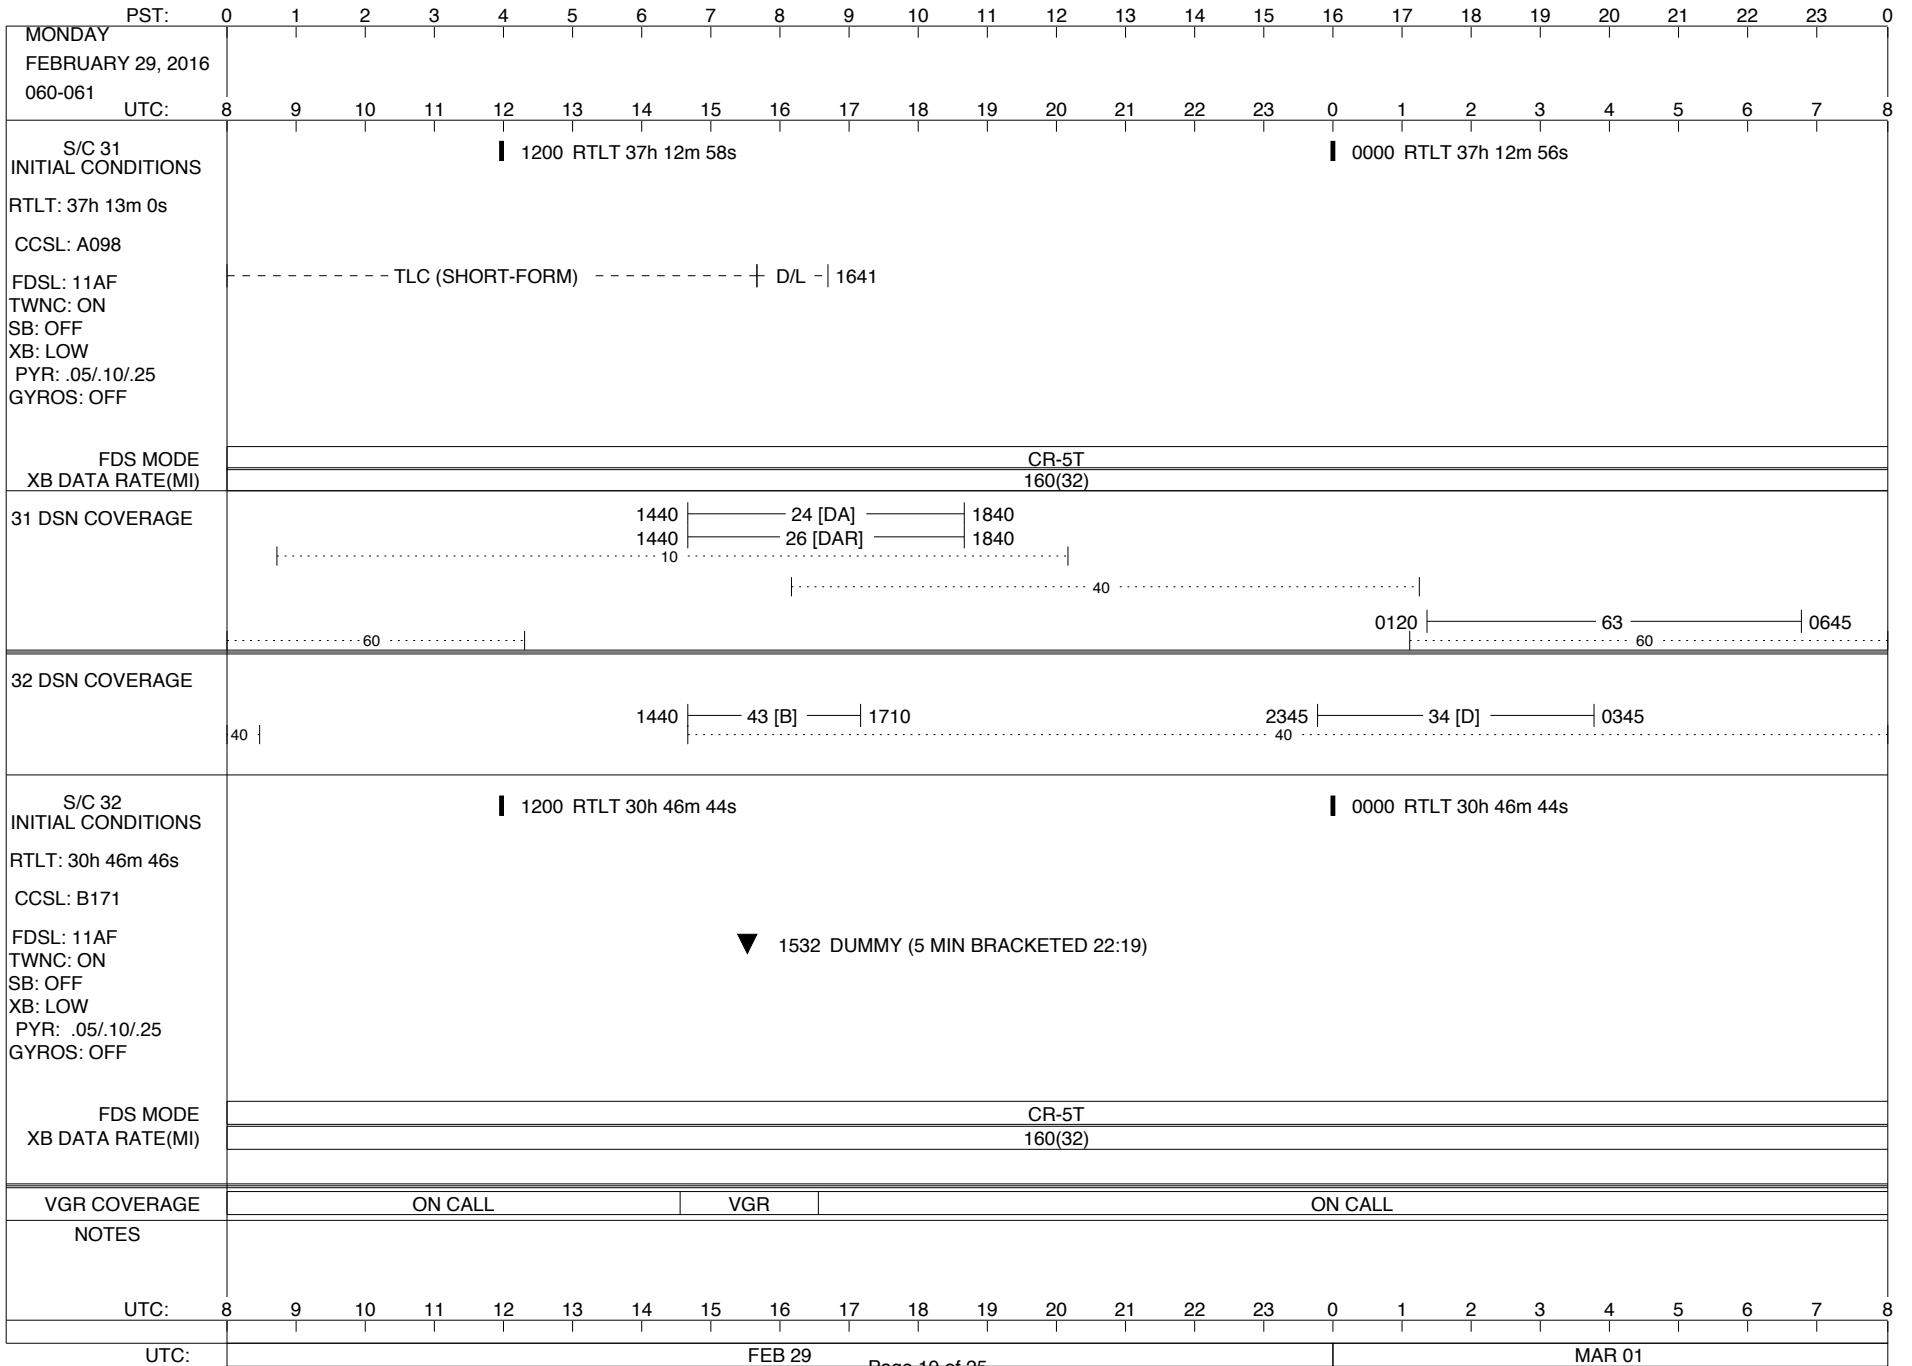 PST: 0 1 2 3 4 5 6 7 8 9 10 11 12 13 14 15 16 17 18 19 20 21 22 23 0
MONDAY
FEBRUARY 29, 2016
060-061
UTC: 8 9 10 11 12 13 14 15 16 17 18 19 20 21 22 23 0 1 2 3 4 5 6 7 8
S/C 31
INITIAL CONDITIONS
1200 RTLT 37h 12m 58s
0000 RTLT 37h 12m 56s
RTLT: 37h 13m 0s
CCSL: A098
TLC (SHORT-FORM) D/L 1641
FDSL: 11AF
TWNC: ON
SB: OFF
XB: LOW
PYR: .05/.10/.25
GYROS: OFF
FDS MODE CR-5T
XB DATA RATE(MI) 160(32)
31 DSN COVERAGE
1440 24 [DA] 1840
1440 26 [DAR] 1840
10
40
0120 63 0645
60 60
32 DSN COVERAGE
1440 43 [B] 1710 2345 34 [D] 0345
40 40
S/C 32
INITIAL CONDITIONS
1200 RTLT 30h 46m 44s
0000 RTLT 30h 46m 44s
RTLT: 30h 46m 46s
CCSL: B171
FDSL: 11AF
1532 DUMMY (5 MIN BRACKETED 22:19)
TWNC: ON
SB: OFF
XB: LOW
PYR: .05/.10/.25
GYROS: OFF
FDS MODE CR-5T
XB DATA RATE(MI) 160(32)
VGR COVERAGE ON CALL VGR ON CALL
NOTES
UTC: 8 9 10 11 12 13 14 15 16 17 18 19 20 21 22 23 0 1 2 3 4 5 6 7 8
UTC: FEB 29 MAR 01
Page 19 of 25